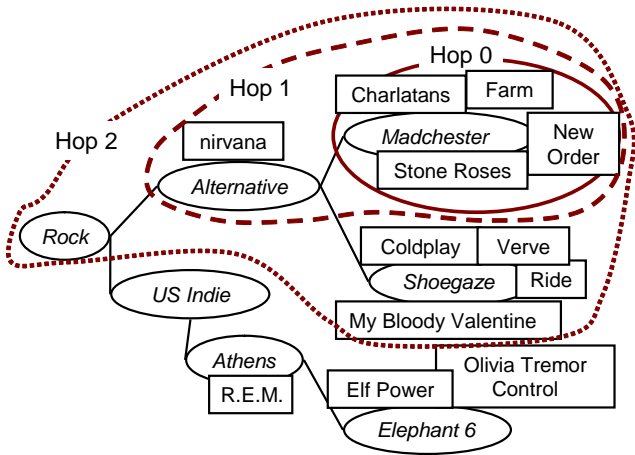 Hop 0
Hop 1
Charlatans
Farm
Hop 2
nirvana
Madchester
New
Order
Stone Roses
Alternative
Rock
Coldplay
Verve
Shoegaze
Ride
US Indie
My Bloody Valentine
Athens
Olivia Tremor
Control
R.E.M.
Elf Power
Elephant 6